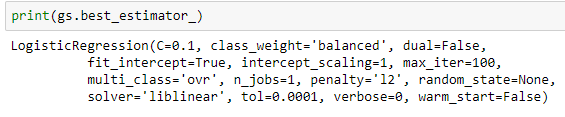 print(gs.best_estimator_)
LogisticRegression(C=0.1, class_weight='balanced', dual=False,
          fit_intercept=True, intercept_scaling=1, max_iter=100,
          multi_class='ovr', n_jobs=1, penalty='l2', random_state=None,
          solver='liblinear', tol=0.0001, verbose=0, warm_start=False)